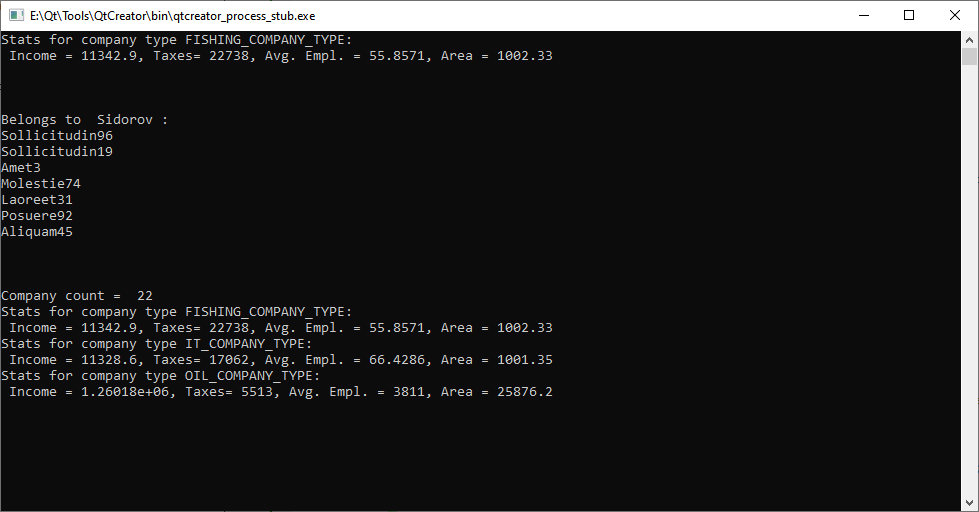 E:\Qt\Tools\QtCreator\bin\qtcreator_process_stub.exe
Stats for company type FISHING_COMPANY_TYPE:
Income = 11342.9, Taxes= 22738, Avg. Empl. = 55.8571, Area = 1002.33
Belongs to  Sidorov :
Sollicitudin96
Sollicitudin19
Amet3
Molestie74
Laoreet31
Posuere92
Aliquam45
Company count =  22
Stats for company type FISHING_COMPANY_TYPE:
Income = 11342.9, Taxes= 22738, Avg. Empl. = 55.8571, Area = 1002.33
Stats for company type IT_COMPANY_TYPE:
Income = 11328.6, Taxes= 17062, Avg. Empl. = 66.4286, Area = 1001.35
Stats for company type OIL_COMPANY_TYPE:
Income = 1.26018e+06, Taxes= 5513, Avg. Empl. = 3811, Area = 25876.2